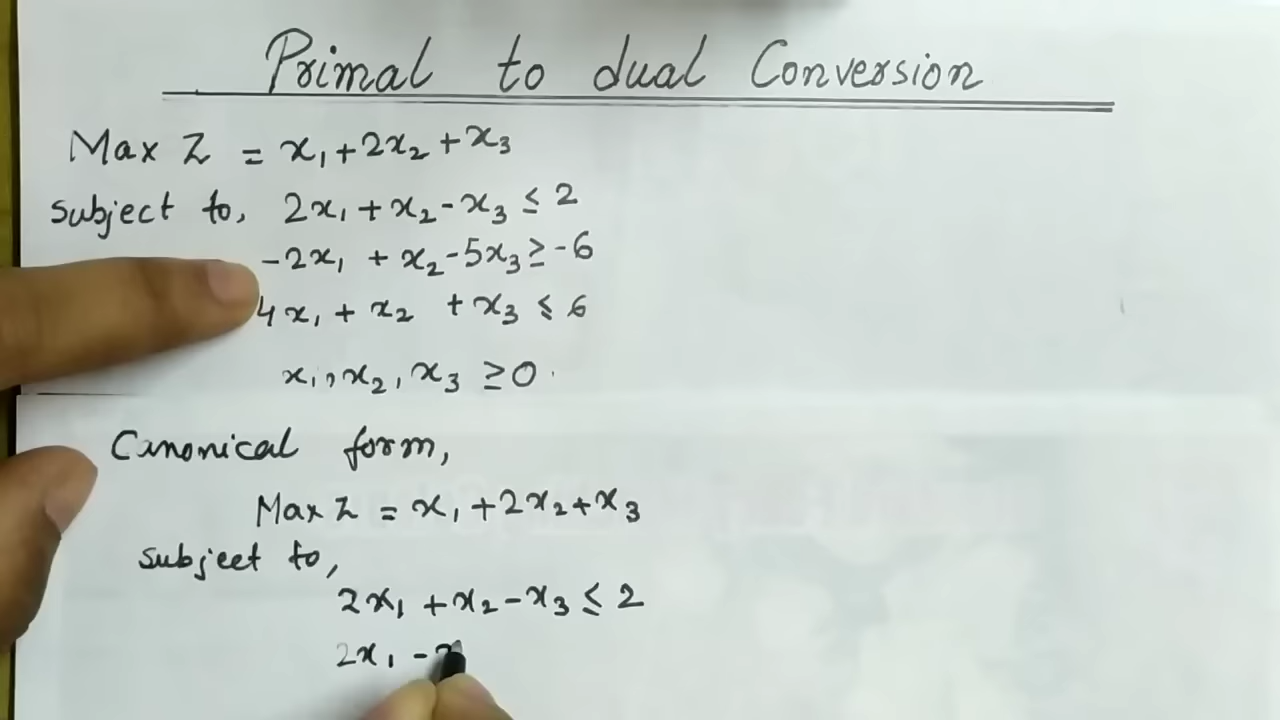 Primal to dual Conversion
Max Z = x₁ + 2x₂ + x₃
subject to, 2x₁ + x₂ - x₃ ≤ 2
-2x₁ + x₂ - 5x₃ ≥ -6
4x₁ + x₂ + x₃ ≤ 6
x₁, x₂, x₃ ≥ 0.
Canonical form,
Max Z = x₁ + 2x₂ + x₃
subject to,
2x₁ + x₂ - x₃ ≤ 2
2x₁ -